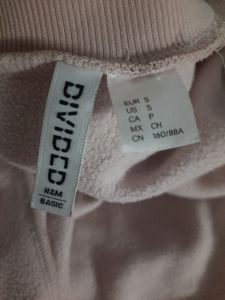 DIVIDED
H&M
BASIC
EUR S
US S
CA P
MX CH
CN 160/88A